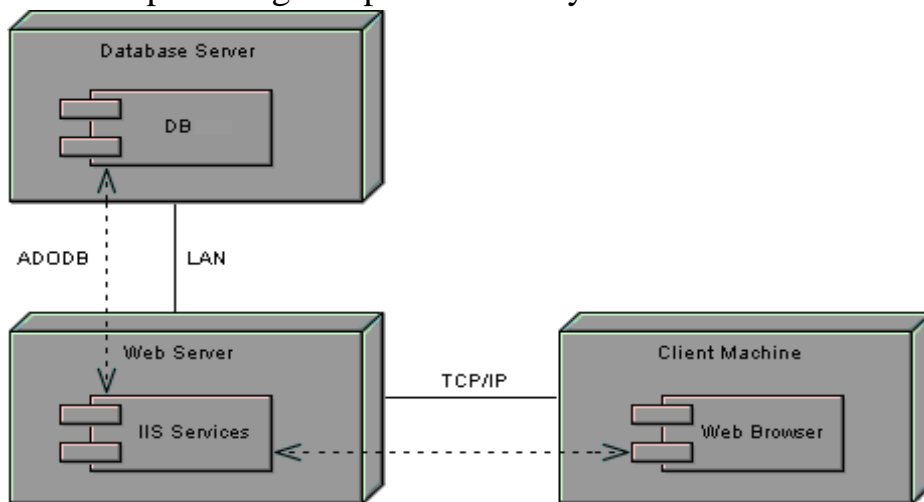 Database Server
DB
ADODB
LAN
Web Server
Client Machine
TCP/IP
IIS Services
Web Browser